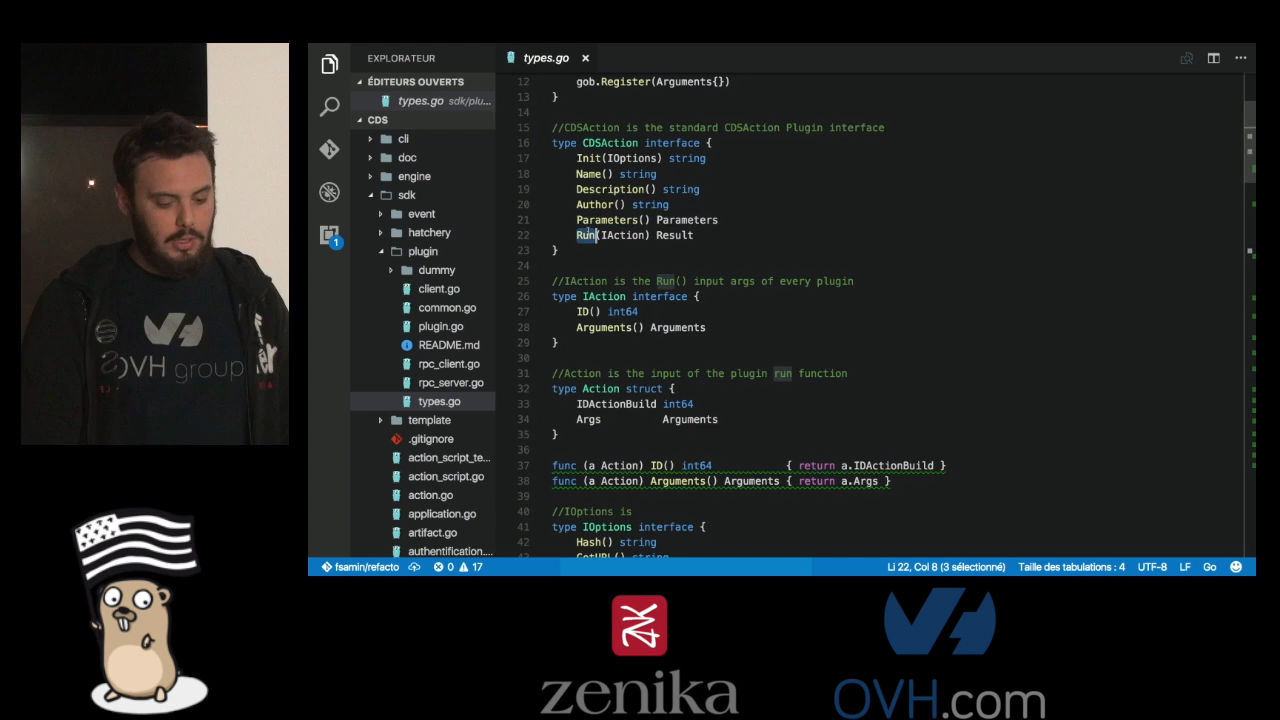 EXPLORATEUR
ÉDITEURS OUVERTS
types.go sdk/plu...
CDS
cli
doc
engine
sdk
event
hatchery
plugin
dummy
client.go
common.go
plugin.go
README.md
rpc_client.go
rpc_server.go
types.go
template
.gitignore
action_script_te...
action_script.go
action.go
application.go
artifact.go
authentification....
1
types.go
12 gob.Register(Arguments{})
13 }
14
15 //CDSAction is the standard CDSAction Plugin interface
16 type CDSAction interface {
17 Init(IOptions) string
18 Name() string
19 Description() string
20 Author() string
21 Parameters() Parameters
22 Run(IAction) Result
23 }
24
25 //IAction is the Run() input args of every plugin
26 type IAction interface {
27 ID() int64
28 Arguments() Arguments
29 }
30
31 //Action is the input of the plugin run function
32 type Action struct {
33 IDActionBuild int64
34 Args Arguments
35 }
36
37 func (a Action) ID() int64 { return a.IDActionBuild }
38 func (a Action) Arguments() Arguments { return a.Args }
39
40 //IOptions is
41 type IOptions interface {
42 Hash() string
43 GetURL() string
fsamin/refacto 0 17 Li 22, Col 8 (3 sélectionné) Taille des tabulations : 4 UTF-8 LF Go
OVH group
zenika
OVH.com